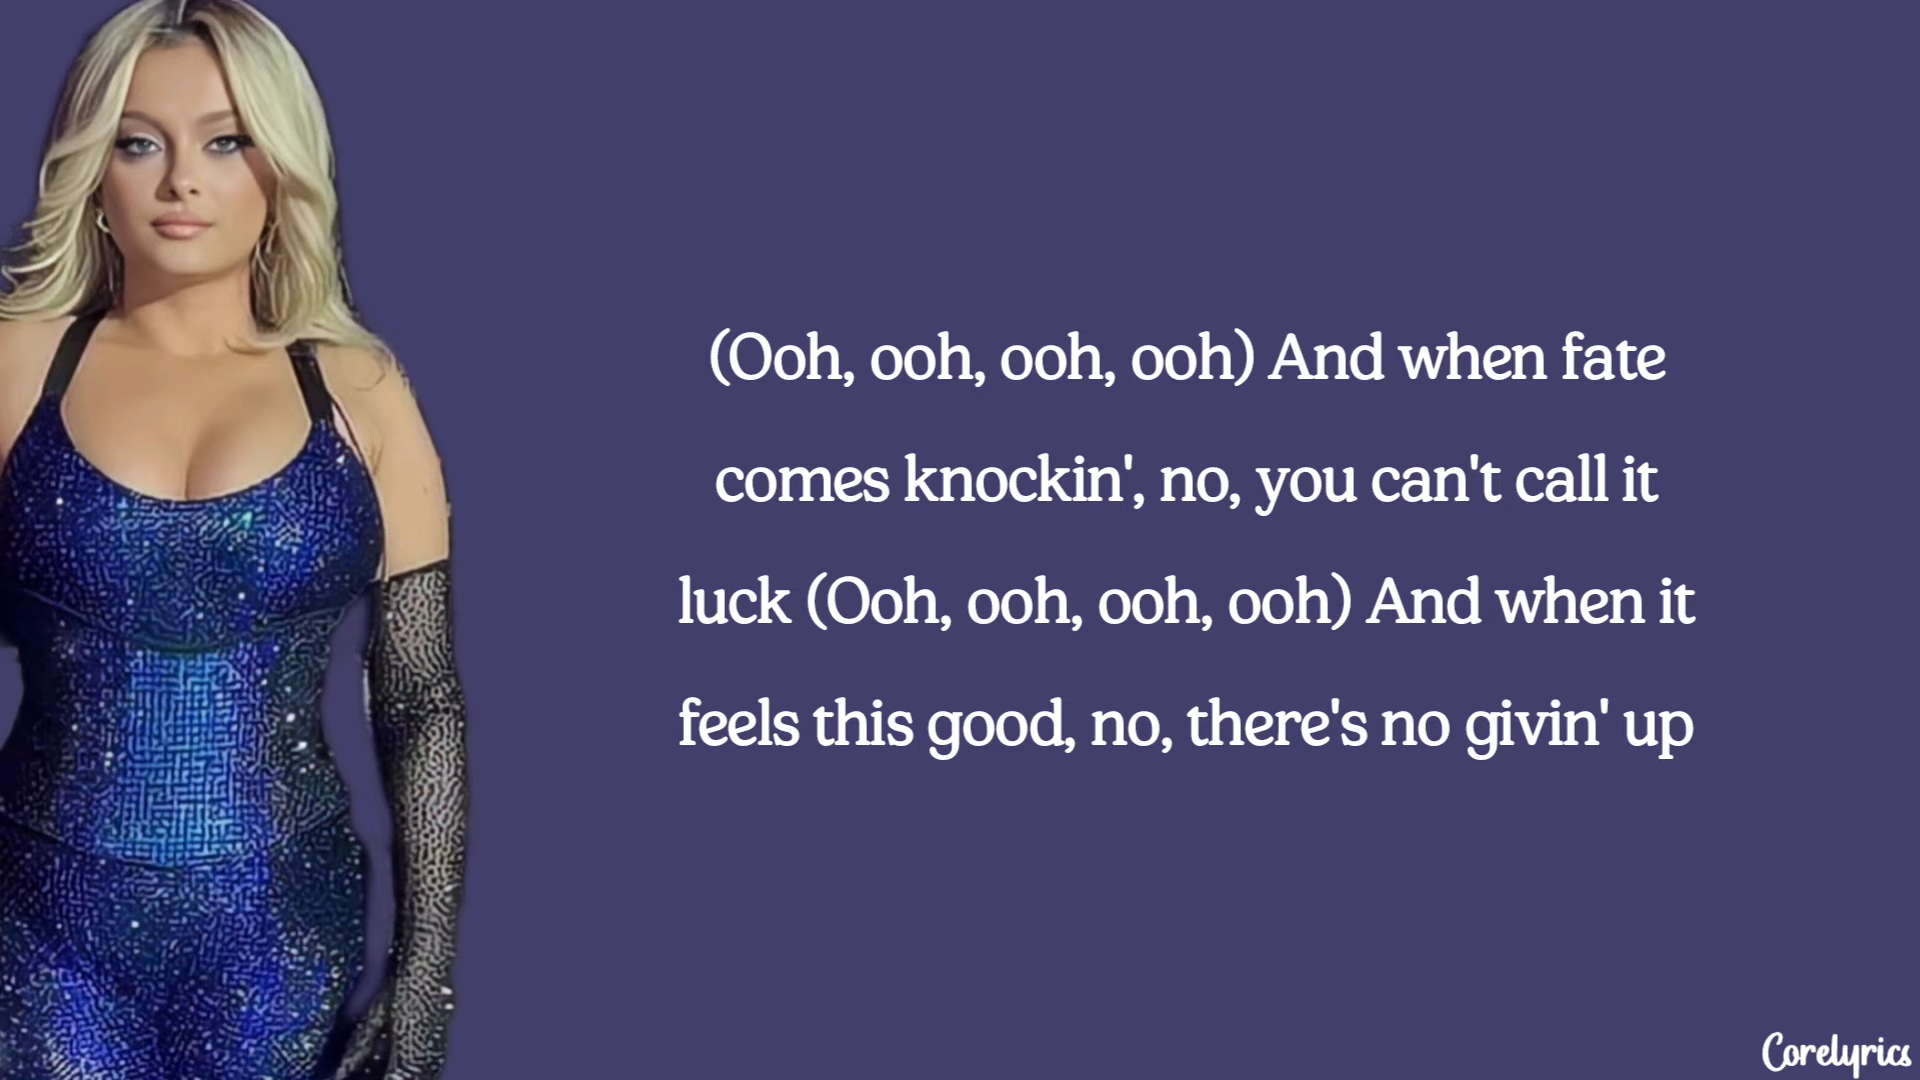 (Ooh, ooh, ooh, ooh) And when fate
comes knockin', no, you can't call it
luck (Ooh, ooh, ooh, ooh) And when it
feels this good, no, there's no givin' up
Corelyrics